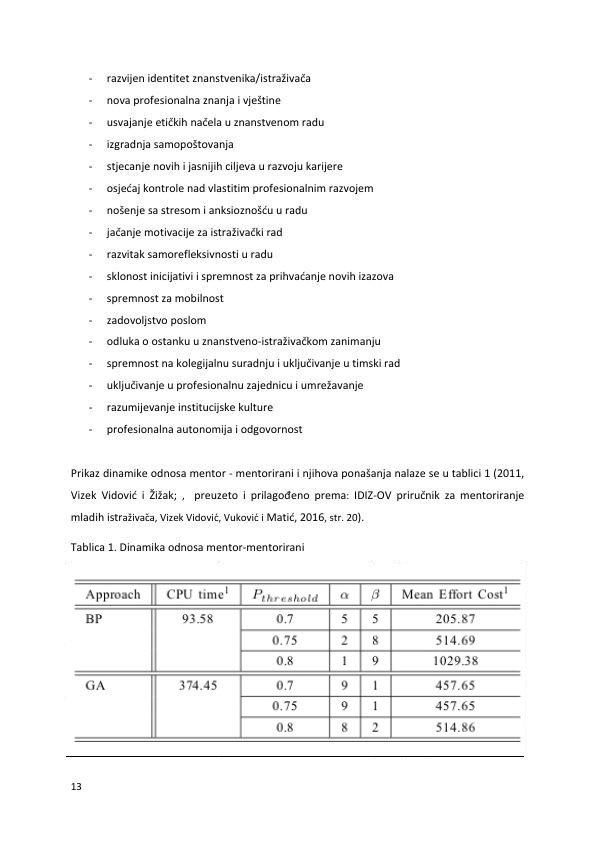 - razvijen identitet znanstvenika/istraživača
- nova profesionalna znanja i vještine
- usvajanje etičkih načela u znanstvenom radu
- izgradnja samopoštovanja
- stjecanje novih i jasnijih ciljeva u razvoju karijere
- osjećaj kontrole nad vlastitim profesionalnim razvojem
- nošenje sa stresom i anksioznošću u radu
- jačanje motivacije za istraživački rad
- razvitak samorefleksivnosti u radu
- sklonost inicijativi i spremnost za prihvaćanje novih izazova
- spremnost za mobilnost
- zadovoljstvo poslom
- odluka o ostanku u znanstveno-istraživačkom zanimanju
- spremnost na kolegijalnu suradnju i uključivanje u timski rad
- uključivanje u profesionalnu zajednicu i umrežavanje
- razumijevanje institucijske kulture
- profesionalna autonomija i odgovornost
Prikaz dinamike odnosa mentor - mentorirani i njihova ponašanja nalaze se u tablici 1 (2011,
Vizek Vidović i Žižak; , preuzeto i prilagođeno prema: IDIZ-OV priručnik za mentoriranje
mladih istraživača, Vizek Vidović, Vuković i Matić, 2016, str. 20).
Tablica 1. Dinamika odnosa mentor-mentorirani
Approach CPU time¹ P_threshold α β Mean Effort Cost¹
BP 93.58 0.7 5 5 205.87
0.75 2 8 514.69
0.8 1 9 1029.38
GA 374.45 0.7 9 1 457.65
0.75 9 1 457.65
0.8 8 2 514.86
13